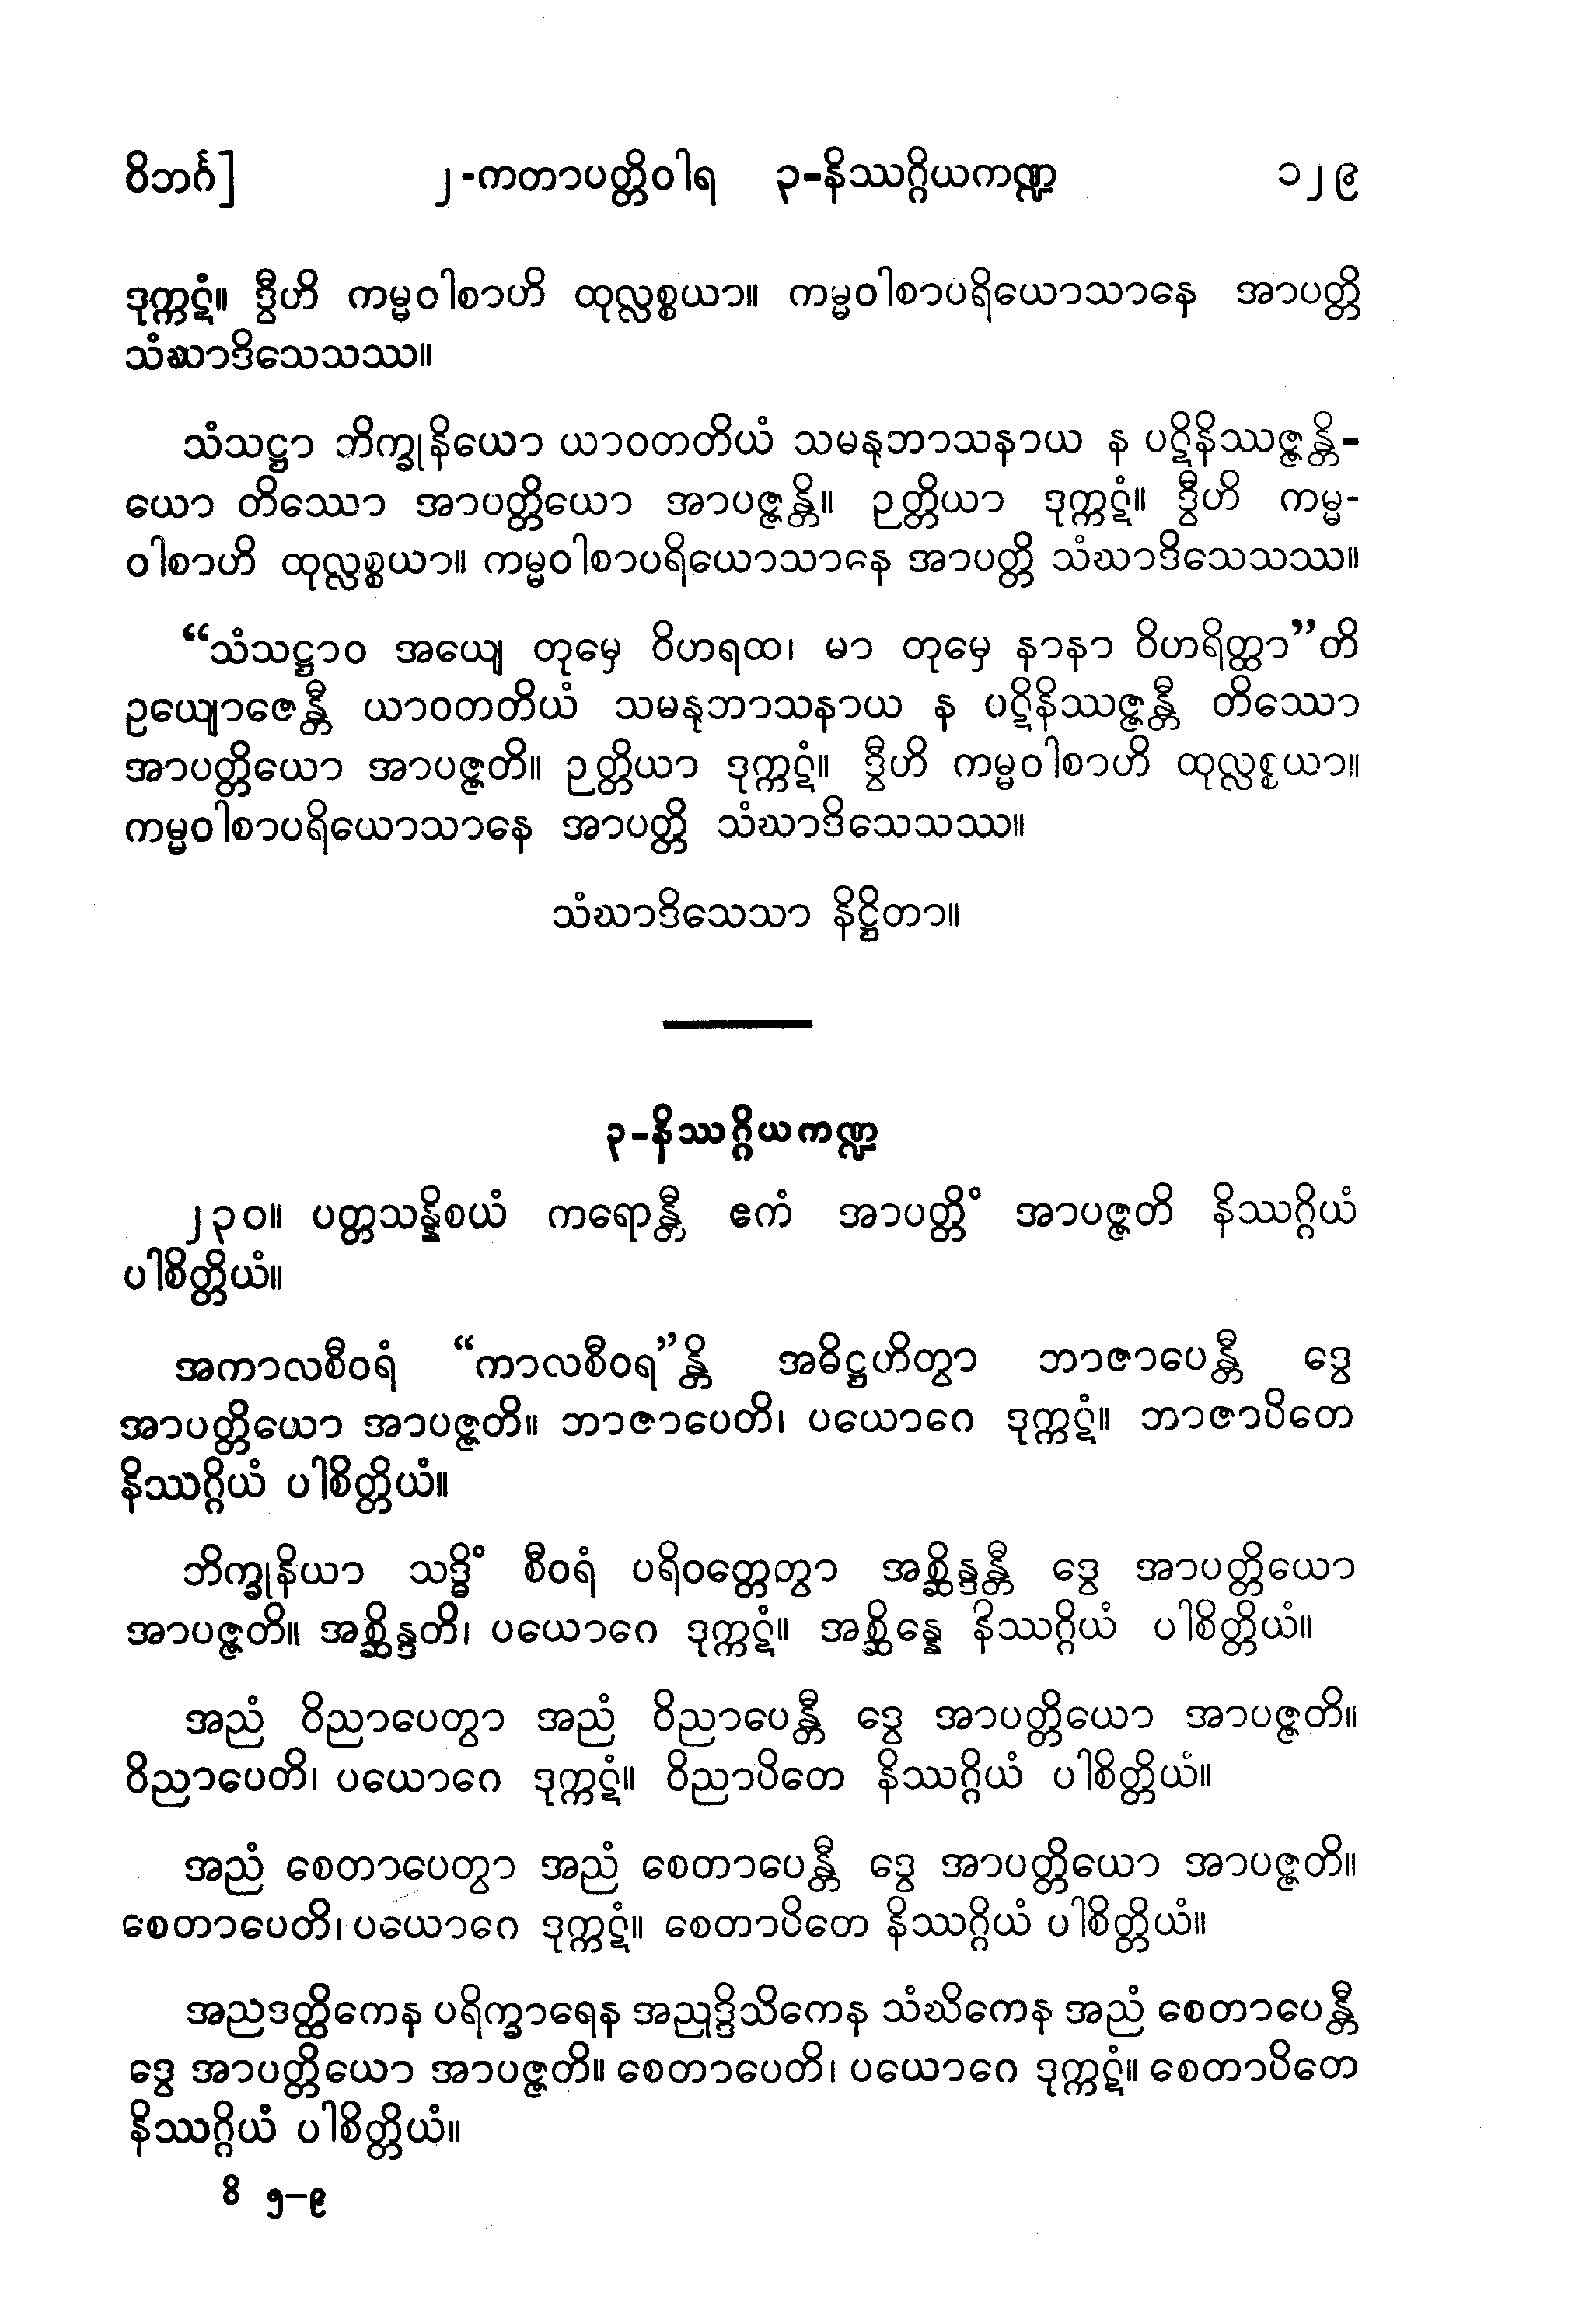 ဝိဘင်္ဂ]	၂-ကတာပတ္တိဝါရ ၃-နိဿဂ္ဂိယကဏ္ဍ	၁၂၉
ဒုက္ကဋံ။ ဒွီဟိ ကမ္မဝါစာဟိ ထုလ္လစ္စယာ။ ကမ္မဝါစာပရိယောသာနေ အာပတ္တိ
သံဃာဒိသေသဿ။
သံသဋ္ဌာ ဘိက္ခုနိယော ယာဝတတိယံ သမနုဘာသနာယ န ပဋိနိဿဇ္ဇန္တိ-
ယော တိဿော အာပတ္တိယော အာပဇ္ဇန္တိ။ ဉတ္တိယာ ဒုက္ကဋံ။ ဒွီဟိ ကမ္မ-
ဝါစာဟိ ထုလ္လစ္စယာ။ ကမ္မဝါစာပရိယောသာနေ အာပတ္တိ သံဃာဒိသေသဿ။
“သံသဋ္ဌာဝ အယျေ တုမှေ ဝိဟရထ၊ မာ တုမှေ နာနာ ဝိဟရိတ္ထာ”တိ
ဥယျောဇေန္တီ ယာဝတတိယံ သမနုဘာသနာယ န ပဋိနိဿဇ္ဇန္တီ တိဿော
အာပတ္တိယော အာပဇ္ဇတိ။ ဉတ္တိယာ ဒုက္ကဋံ။ ဒွီဟိ ကမ္မဝါစာဟိ ထုလ္လစ္စယာ။
ကမ္မဝါစာပရိယောသာနေ အာပတ္တိ သံဃာဒိသေသဿ။
သံဃာဒိသေသာ နိဋ္ဌိတာ။
၃-နိဿဂ္ဂိယကဏ္ဍ
၂၃၀။ ပတ္တသန္နိစယံ ကရောန္တီ ဧကံ အာပတ္တိံ အာပဇ္ဇတိ နိဿဂ္ဂိယံ
ပါစိတ္တိယံ။
အကာလစီဝရံ “ကာလစီဝရ”န္တိ အဓိဋ္ဌဟိတွာ ဘာဇာပေန္တီ ဒွေ
အာပတ္တိယော အာပဇ္ဇတိ။ ဘာဇာပေတိ၊ ပယောဂေ ဒုက္ကဋံ။ ဘာဇာပိတေ
နိဿဂ္ဂိယံ ပါစိတ္တိယံ။
ဘိက္ခုနိယာ သဒ္ဓိံ စီဝရံ ပရိဝတ္တေတွာ အစ္ဆိန္ဒန္တီ ဒွေ အာပတ္တိယော
အာပဇ္ဇတိ။ အစ္ဆိန္ဒတိ၊ ပယောဂေ ဒုက္ကဋံ။ အစ္ဆိန္နေ နိဿဂ္ဂိယံ ပါစိတ္တိယံ။
အညံ ဝိညာပေတွာ အညံ ဝိညာပေန္တီ ဒွေ အာပတ္တိယော အာပဇ္ဇတိ။
ဝိညာပေတိ၊ ပယောဂေ ဒုက္ကဋံ။ ဝိညာပိတေ နိဿဂ္ဂိယံ ပါစိတ္တိယံ။
အညံ စေတာပေတွာ အညံ စေတာပေန္တီ ဒွေ အာပတ္တိယော အာပဇ္ဇတိ။
စေတာပေတိ၊ ပယောဂေ ဒုက္ကဋံ။ စေတာပိတေ နိဿဂ္ဂိယံ ပါစိတ္တိယံ။
အညဒတ္ထိကေန ပရိက္ခာရေန အညုဒ္ဒိသိကေန သံဃိကေန အညံ စေတာပေန္တီ
ဒွေ အာပတ္တိယော အာပဇ္ဇတိ။ စေတာပေတိ၊ ပယောဂေ ဒုက္ကဋံ။ စေတာပိတေ
နိဿဂ္ဂိယံ ပါစိတ္တိယံ။
ဝိ ၅–၉